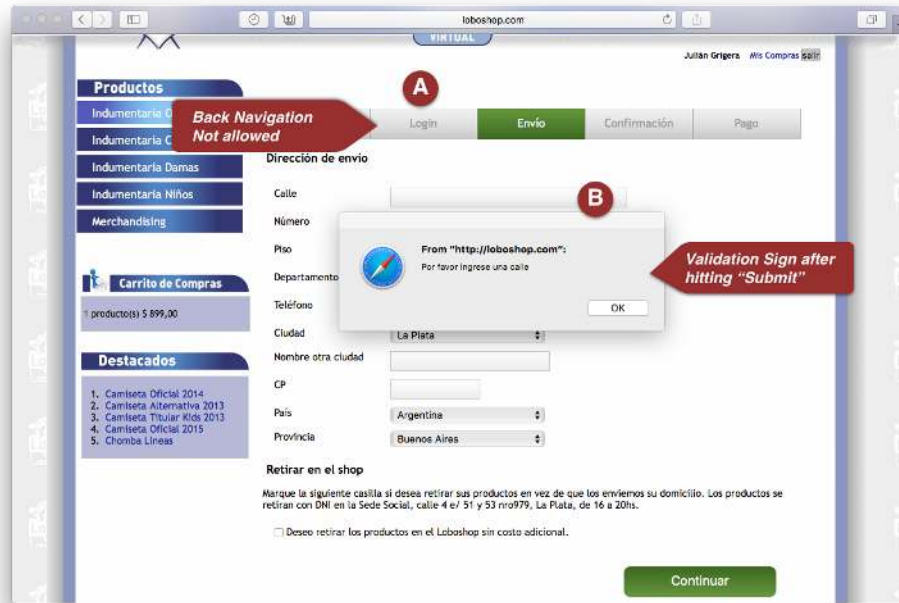 loboshop.com
VIRTUAL
Julián Grigera Mis Compras salir
Productos
A
Indumentaria
Back Navigation
Not allowed
Login
Envío
Confirmación
Pago
Indumentaria
Dirección de envío
Indumentaria Damas
Calle
B
Indumentaria Niños
Número
Merchandising
Piso
From "http://loboshop.com":
Por favor ingrese una calle
Validation Sign after
hitting "Submit"
Departamento
Carrito de Compras
OK
Teléfono
1 producto(s) $ 899,00
Ciudad
La Plata
Nombre otra ciudad
Destacados
CP
1. Camiseta Oficial 2014
2. Camiseta Alternativa 2013
3. Camiseta Titular Kids 2013
4. Camiseta Oficial 2015
5. Chomba Lineas
País
Argentina
Provincia
Buenos Aires
Retirar en el shop
Marque la siguiente casilla si desea retirar sus productos en vez de que los enviemos su domicilio. Los productos se
retiran con DNI en la Sede Social, calle 4 e/ 51 y 53 nro979, La Plata, de 16 a 20hs.
Deseo retirar los productos en el Loboshop sin costo adicional.
Continuar